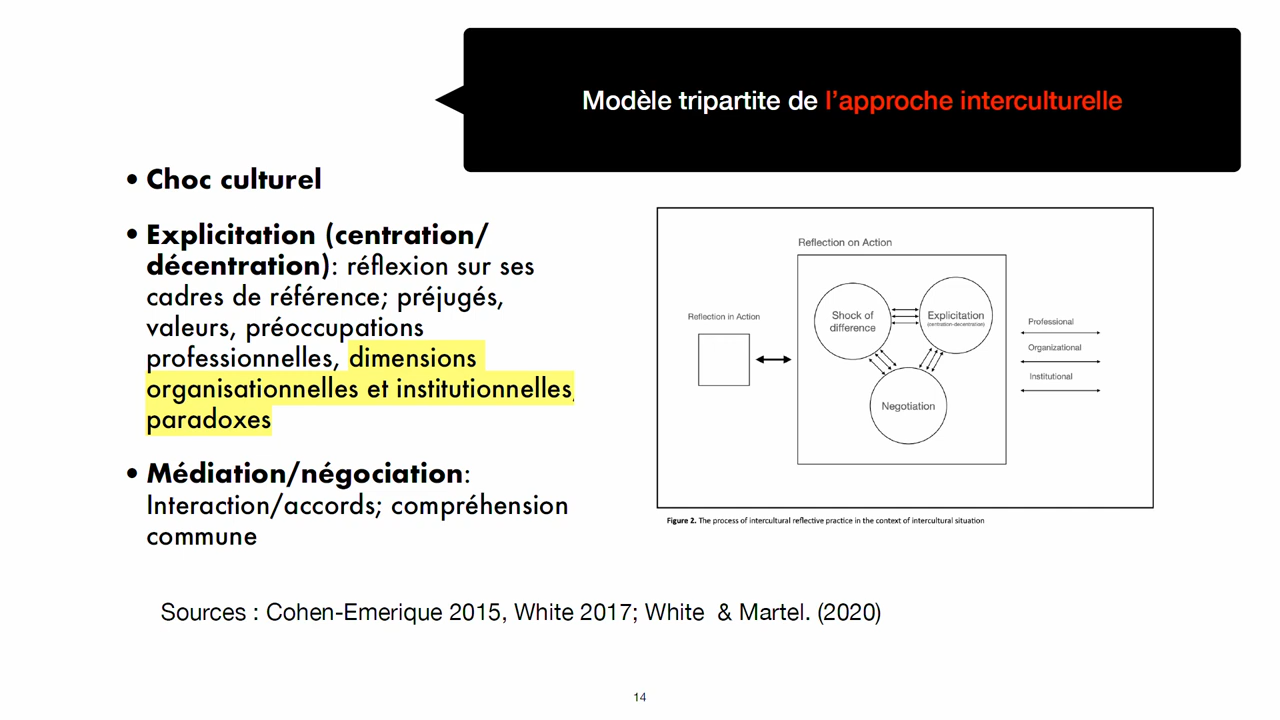 Modèle tripartite de l’approche interculturelle
• Choc culturel
• Explicitation (centration/
décentration): réflexion sur ses
cadres de référence; préjugés,
valeurs, préoccupations
professionnelles, dimensions
organisationnelles et institutionnelles,
paradoxes
• Médiation/négociation:
Interaction/accords; compréhension
commune
Reflection on Action
Reflection in Action
Shock of
difference
Explicitation
(centration-decentration)
Negotiation
Professional
Organizational
Institutional
Figure 2. The process of intercultural reflective practice in the context of intercultural situation
Sources : Cohen-Emerique 2015, White 2017; White & Martel. (2020)
14